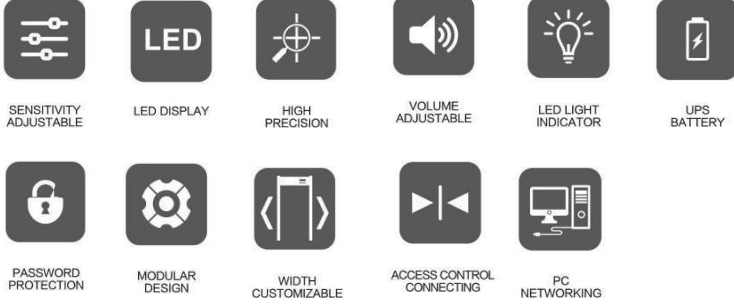 LED
SENSITIVITY
ADJUSTABLE
LED DISPLAY
HIGH
PRECISION
VOLUME
ADJUSTABLE
LED LIGHT
INDICATOR
UPS
BATTERY
PASSWORD
PROTECTION
MODULAR
DESIGN
WIDTH
CUSTOMIZABLE
ACCESS CONTROL
CONNECTING
PC
NETWORKING